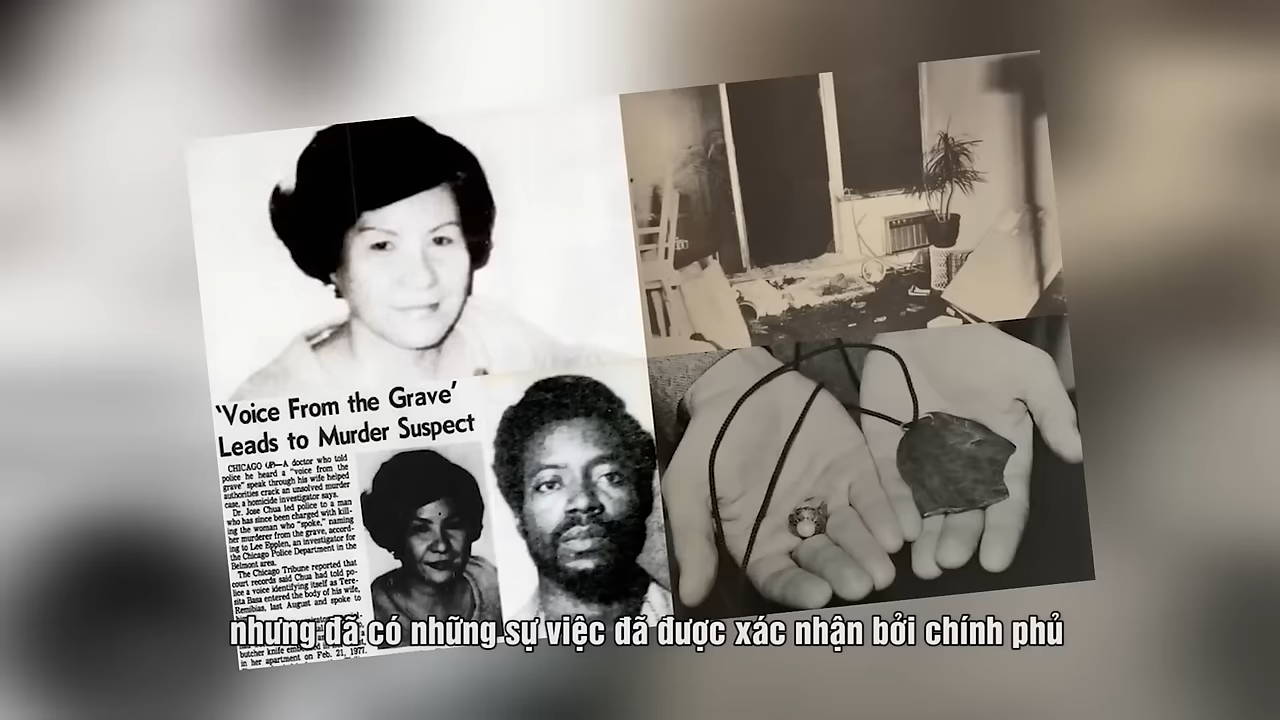 'Voice From the Grave'
Leads to Murder Suspect
CHICAGO UP—A doctor who told
police he heard a "voice from the
grave" speak through his wife helped
authorities crack an unsolved murder
case, a homicide investigator says.
Dr. Jose Chua led police to a man
who has since been charged with kill-
ing the woman who "spoke," naming
her murderer from the grave, accord-
ing to Lee Epplen, an investigator for
the Chicago Police Department in the
Belmont area.
The Chicago Tribune reported that
court records said Chua had told po-
lice a voice identifying itself as Tere-
sita Basa entered the body of his wife,
Remibias, last August and spoke to
butcher knife
in her apartment on Feb. 21, 1977.
nhưng đã có những sự việc đã được xác nhận bởi chính phủ